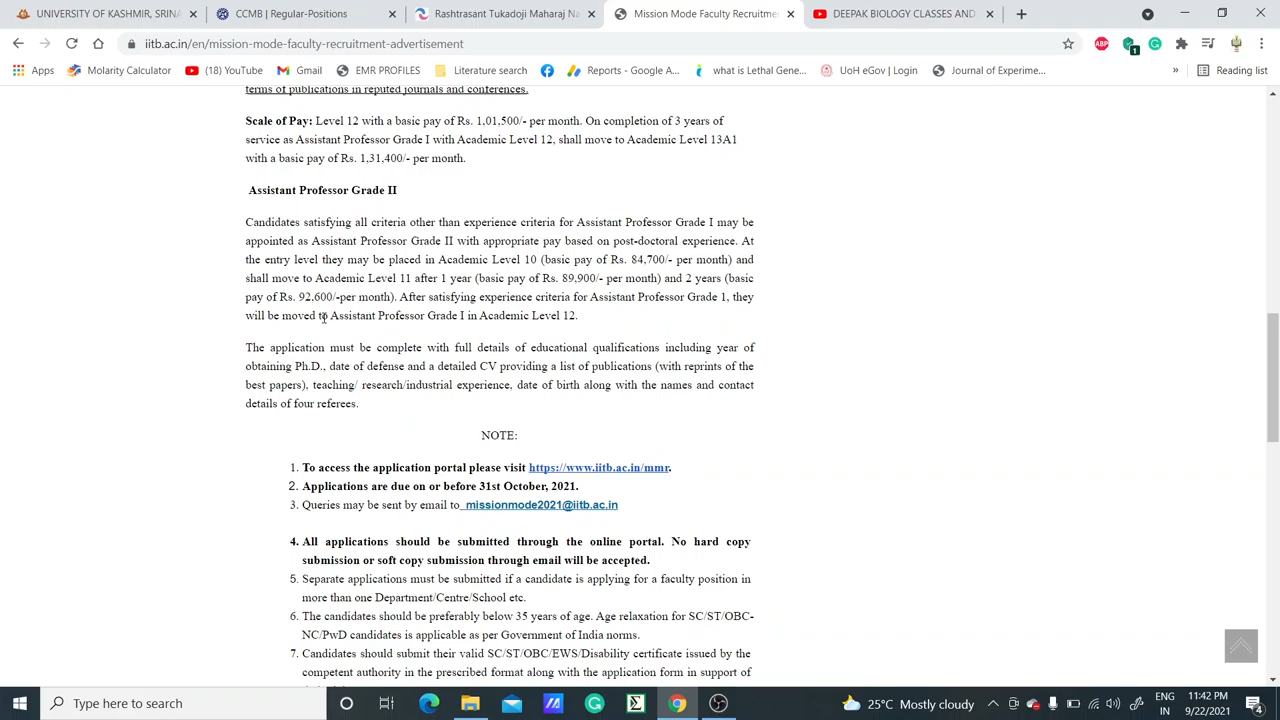 UNIVERSITY OF KASHMIR, SRINA
CCMB | Regular-Positions
Rashtrasant Tukadoji Maharaj Na
Mission Mode Faculty Recruitme
DEEPAK BIOLOGY CLASSES AND
iitb.ac.in/en/mission-mode-faculty-recruitment-advertisement
Apps
Molarity Calculator
(18) YouTube
Gmail
EMR PROFILES
Literature search
Reports - Google A...
what is Lethal Gene...
UoH eGov | Login
Journal of Experime...
Reading list
terms of publications in reputed journals and conferences.
Scale of Pay: Level 12 with a basic pay of Rs. 1,01,500/- per month. On completion of 3 years of
service as Assistant Professor Grade I with Academic Level 12, shall move to Academic Level 13A1
with a basic pay of Rs. 1,31,400/- per month.
Assistant Professor Grade II
Candidates satisfying all criteria other than experience criteria for Assistant Professor Grade I may be
appointed as Assistant Professor Grade II with appropriate pay based on post-doctoral experience. At
the entry level they may be placed in Academic Level 10 (basic pay of Rs. 84,700/- per month) and
shall move to Academic Level 11 after 1 year (basic pay of Rs. 89,900/- per month) and 2 years (basic
pay of Rs. 92,600/-per month). After satisfying experience criteria for Assistant Professor Grade 1, they
will be moved to Assistant Professor Grade I in Academic Level 12.
The application must be complete with full details of educational qualifications including year of
obtaining Ph.D., date of defense and a detailed CV providing a list of publications (with reprints of the
best papers), teaching/ research/industrial experience, date of birth along with the names and contact
details of four referees.
NOTE:
1. To access the application portal please visit https://www.iitb.ac.in/mmr.
2. Applications are due on or before 31st October, 2021.
3. Queries may be sent by email to missionmode2021@iitb.ac.in
4. All applications should be submitted through the online portal. No hard copy
submission or soft copy submission through email will be accepted.
5. Separate applications must be submitted if a candidate is applying for a faculty position in
more than one Department/Centre/School etc.
6. The candidates should be preferably below 35 years of age. Age relaxation for SC/ST/OBC-
NC/PwD candidates is applicable as per Government of India norms.
7. Candidates should submit their valid SC/ST/OBC/EWS/Disability certificate issued by the
competent authority in the prescribed format along with the application form in support of
Type here to search
25°C Mostly cloudy
ENG
IN
11:42 PM
9/22/2021
4